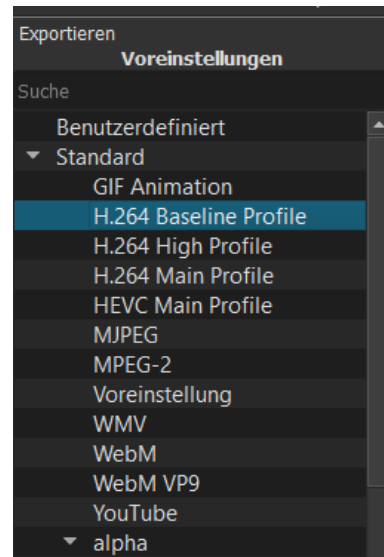 Exportieren
Voreinstellungen
Suche
Benutzerdefiniert
Standard
GIF Animation
H.264 Baseline Profile
H.264 High Profile
H.264 Main Profile
HEVC Main Profile
MJPEG
MPEG-2
Voreinstellung
WMV
WebM
WebM VP9
YouTube
alpha